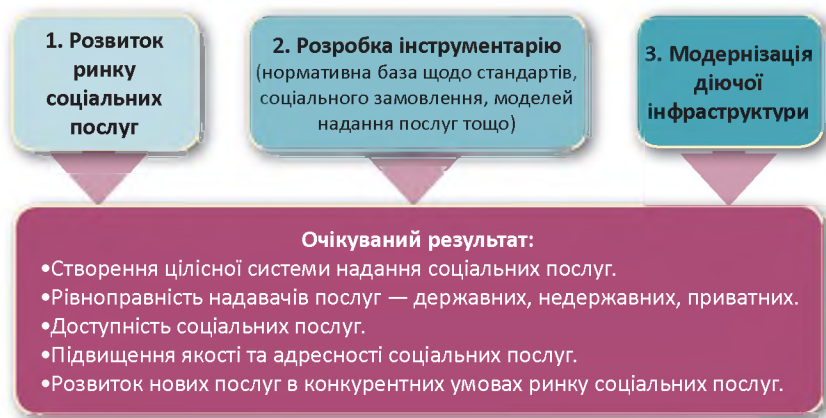 1. Розвиток
ринку
соціальних
послуг
2. Розробка інструментарію
(нормативна база щодо стандартів,
соціального замовлення, моделей
надання послуг тощо)
3. Модернізація
діючої
інфраструктури
Очікуваний результат:
•Створення цілісної системи надання соціальних послуг.
•Рівноправність надавачів послуг — державних, недержавних, приватних.
•Доступність соціальних послуг.
•Підвищення якості та адресності соціальних послуг.
•Розвиток нових послуг в конкурентних умовах ринку соціальних послуг.